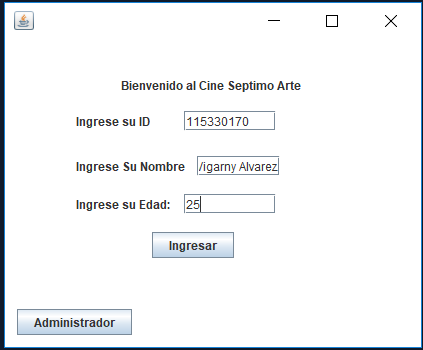 Bienvenido al Cine Septimo Arte
Ingrese su ID 115330170
Ingrese Su Nombre Alvarez
Ingrese su Edad: 25
Ingresar
Administrador